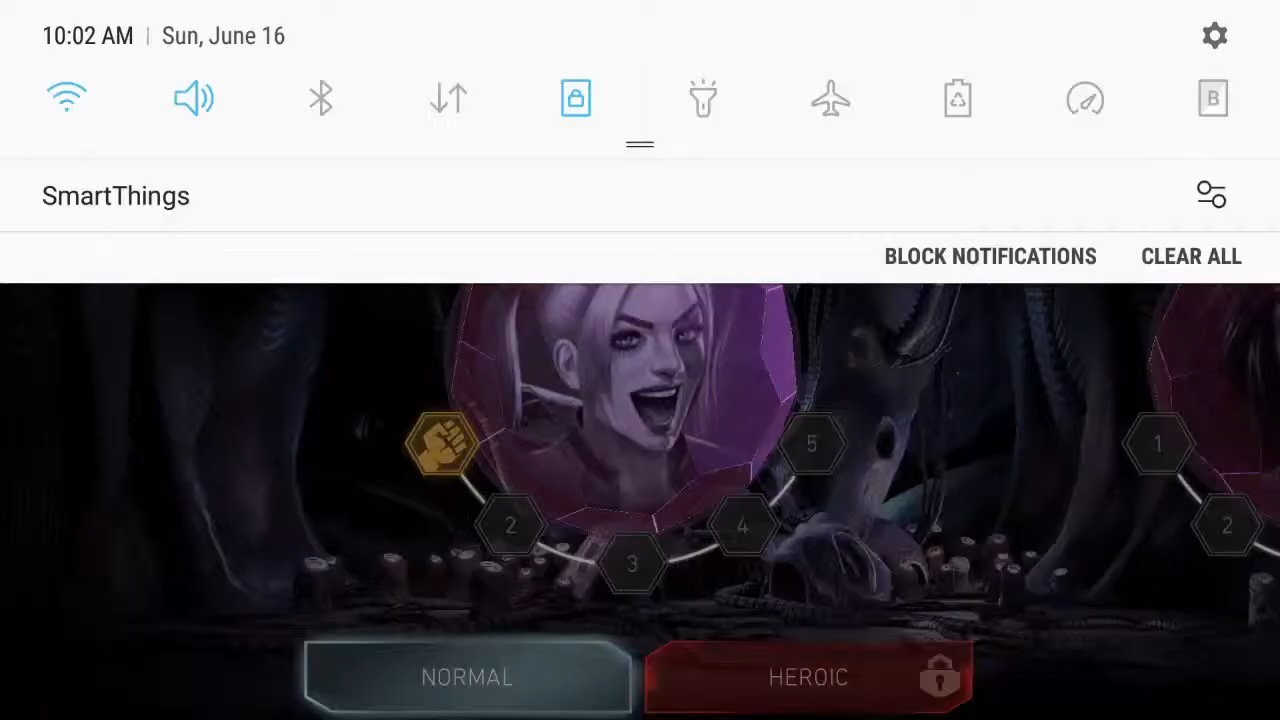 10:02 AM | Sun, June 16
B
SmartThings
BLOCK NOTIFICATIONS CLEAR ALL
5 1
2 4 2
3
NORMAL HEROIC